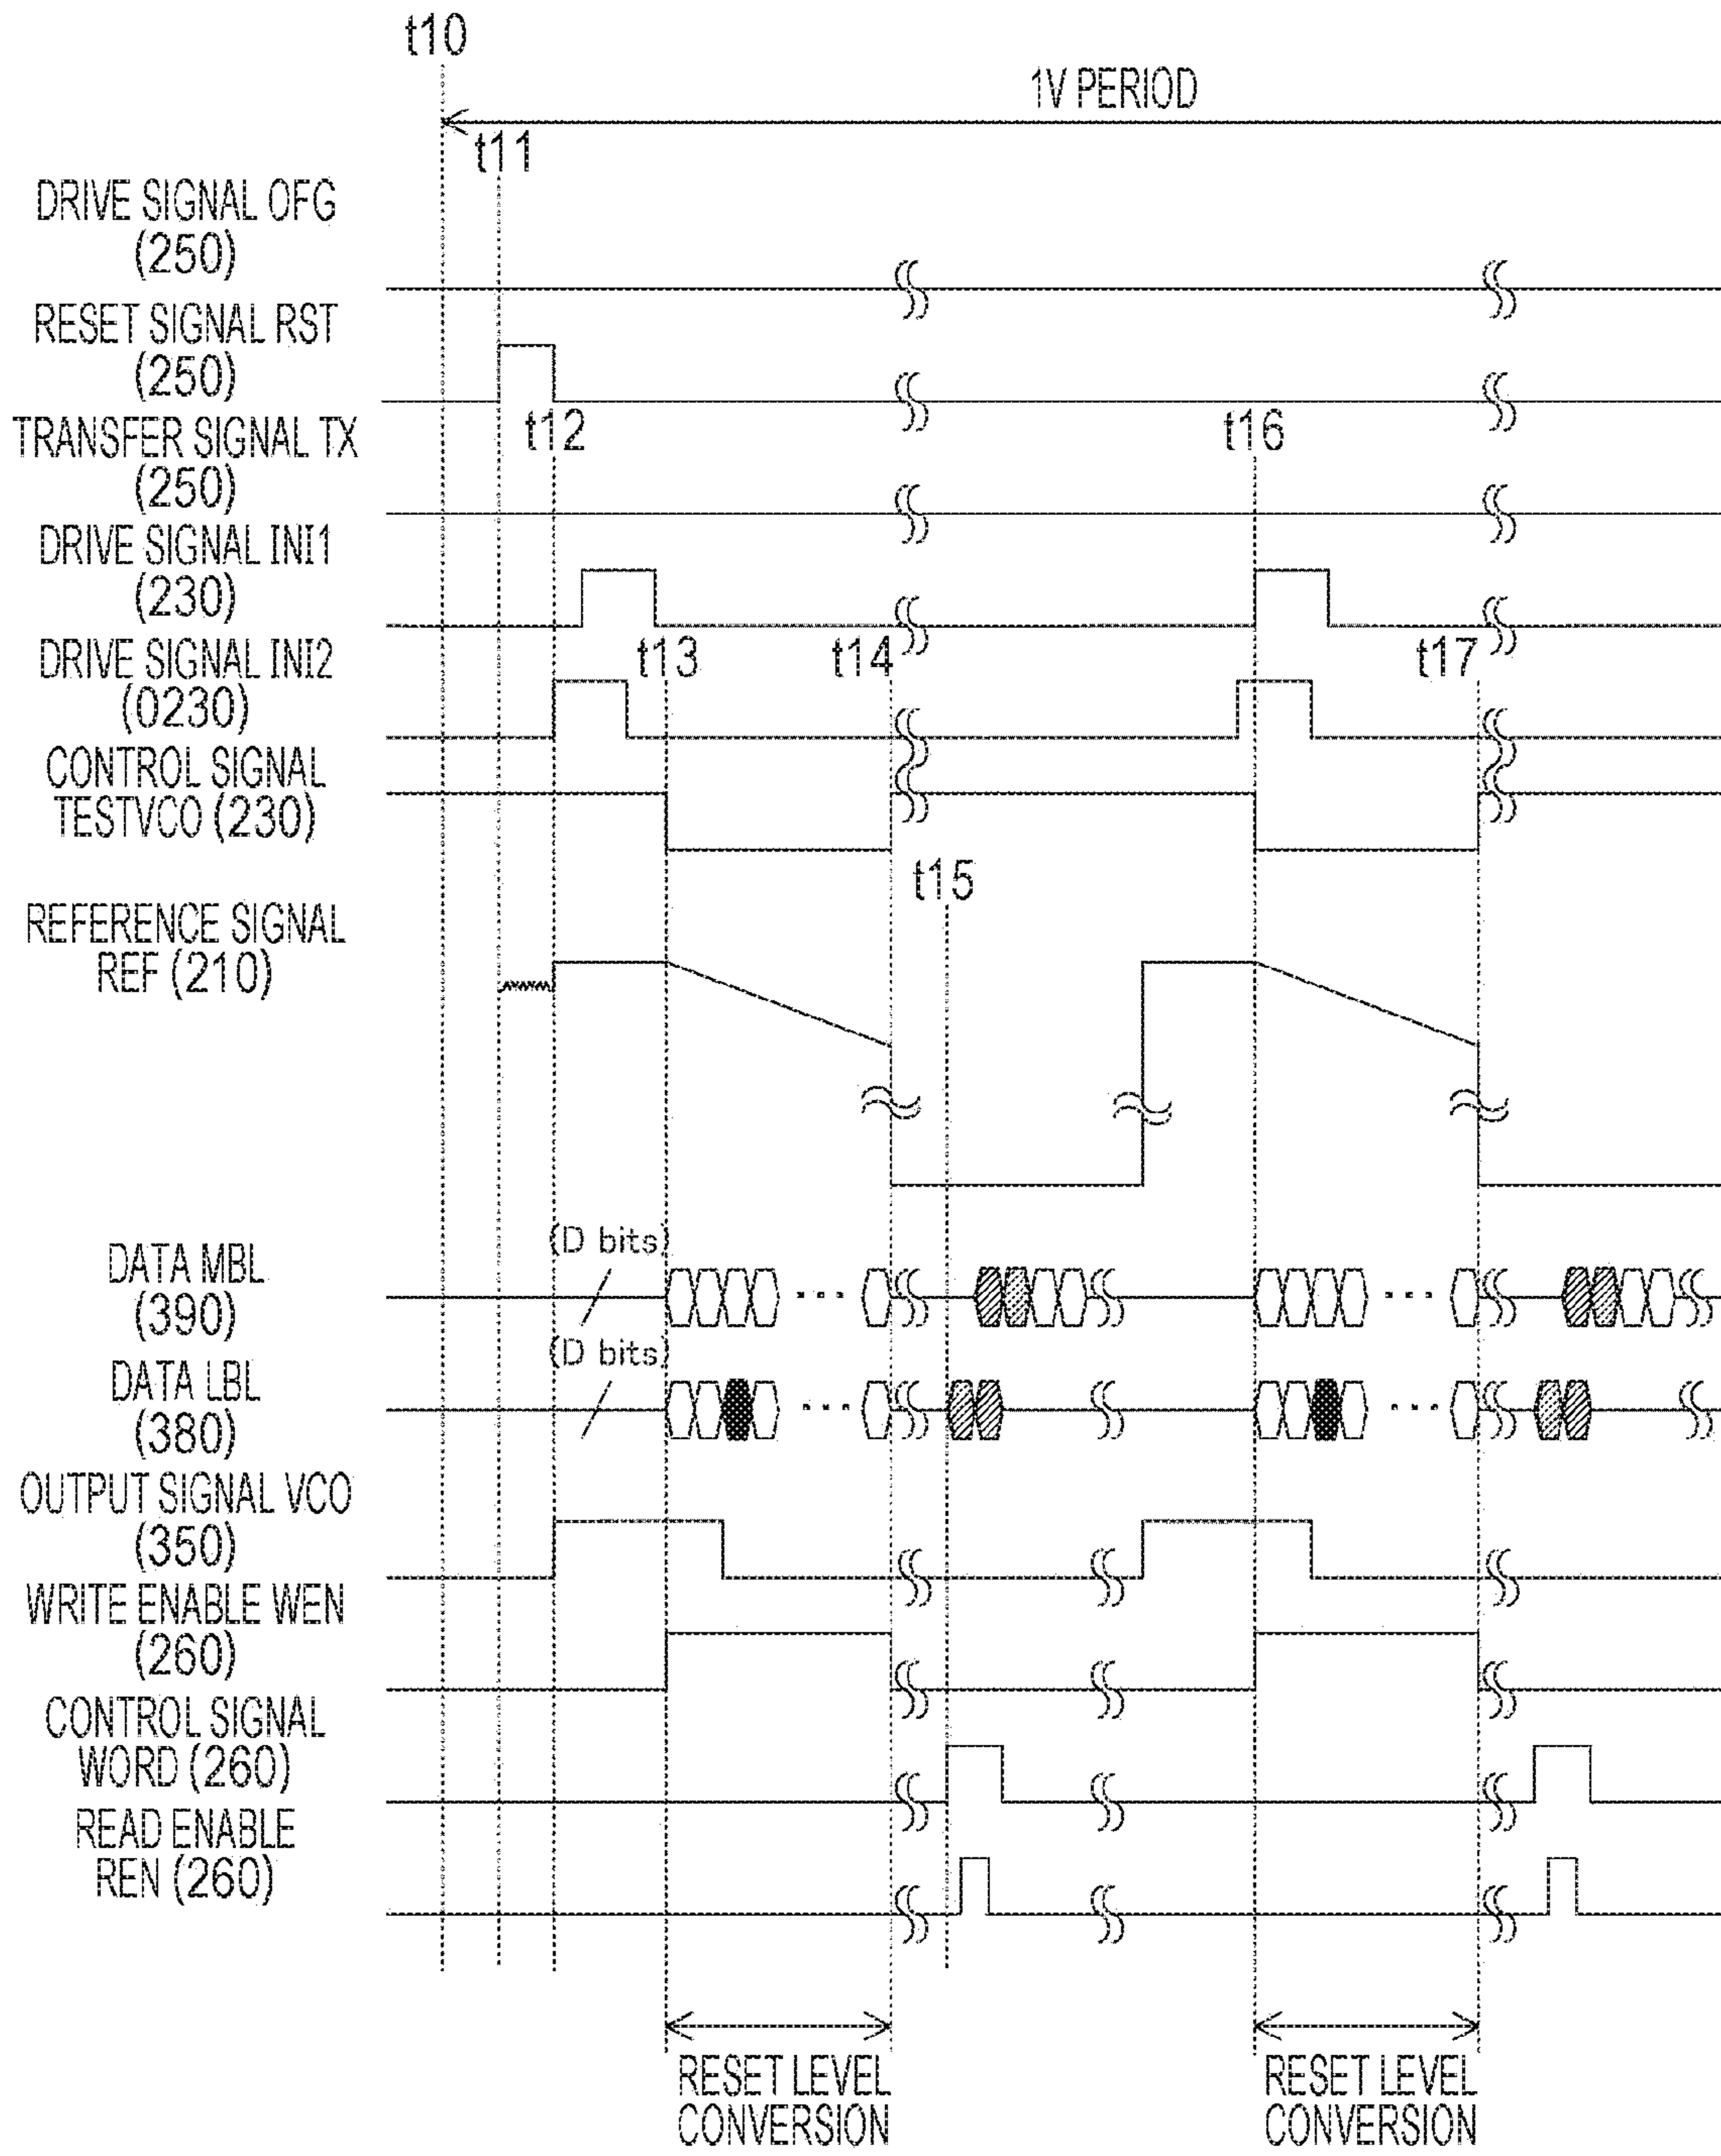 t10
1V PERIOD
t11
DRIVE SIGNAL OFG
(250)
RESET SIGNAL RST
(250)
t12
t16
TRANSFER SIGNAL TX
(250)
DRIVE SIGNAL INI1
(230)
t13
t14
t17
DRIVE SIGNAL INI2
(0230)
CONTROL SIGNAL
TESTVCO (230)
t15
REFERENCE SIGNAL
REF (210)
(D bits)
DATA MBL
(390)
(D bits)
DATA LBL
(380)
OUTPUT SIGNAL VCO
(350)
WRITE ENABLE WEN
(260)
CONTROL SIGNAL
WORD (260)
READ ENABLE
REN (260)
RESET LEVEL
CONVERSION
RESET LEVEL
CONVERSION